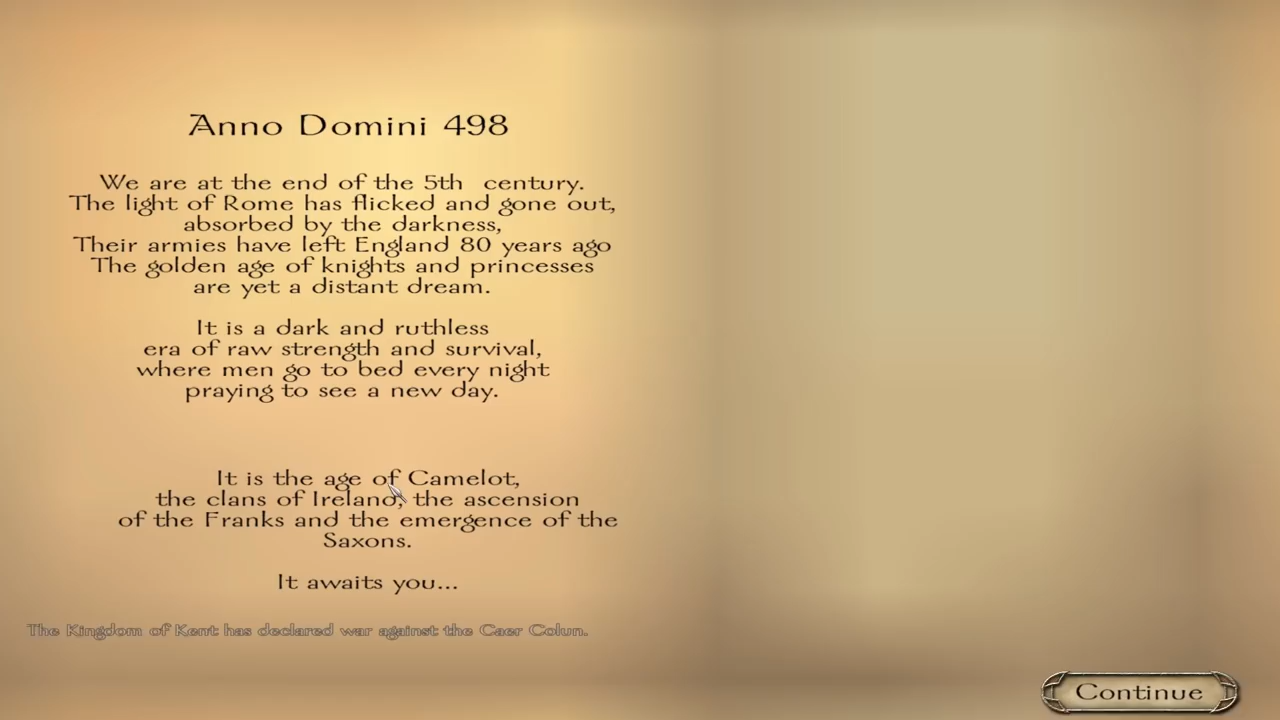 Anno Domini 498
We are at the end of the 5th century.
The light of Rome has flicked and gone out,
absorbed by the darkness,
Their armies have left England 80 years ago
The golden age of knights and princesses
are yet a distant dream.
It is a dark and ruthless
era of raw strength and survival,
where men go to bed every night
praying to see a new day.
It is the age of Camelot,
the clans of Ireland, the ascension
of the Franks and the emergence of the
Saxons.
It awaits you...
The Kingdom of Kent has declared war against the Caer Colun.
Continue